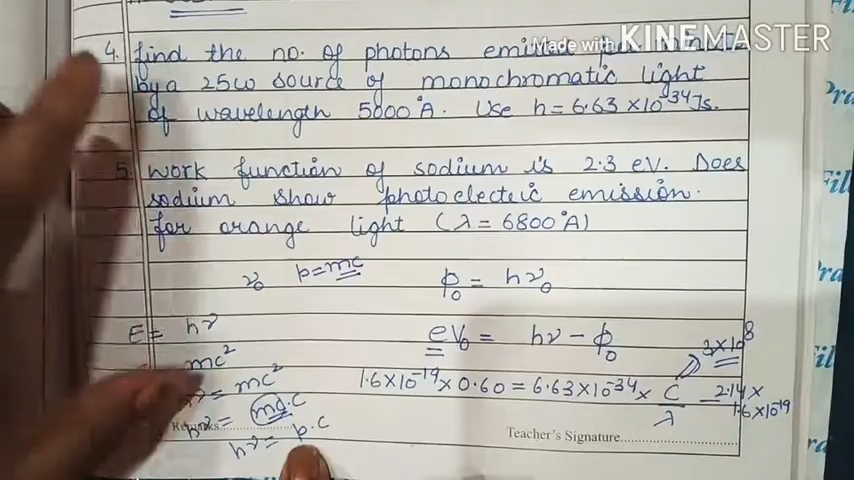 Made with KINEMASTER
4. find the no. of photons emitted
by a 25W source of monochromatic light
of wavelength 5000°A. Use h = 6.63 × 10⁻³⁴ Js.
5. Work function of sodium is 2.3 eV. Does
sodium show photoelectric emission.
for orange light (λ = 6800°A)
ν₀ p=mc ϕ₀ = hν₀
E = hν eV₀ = hν - ϕ₀ 3×10⁸
mc²
= mc² 1.6×10⁻¹⁹ × 0.60 = 6.63×10⁻³⁴ × C/λ - 2.14 × 1.6×10⁻¹⁹
= mc.c
Remarks
hν = p.c
Teacher's Signature